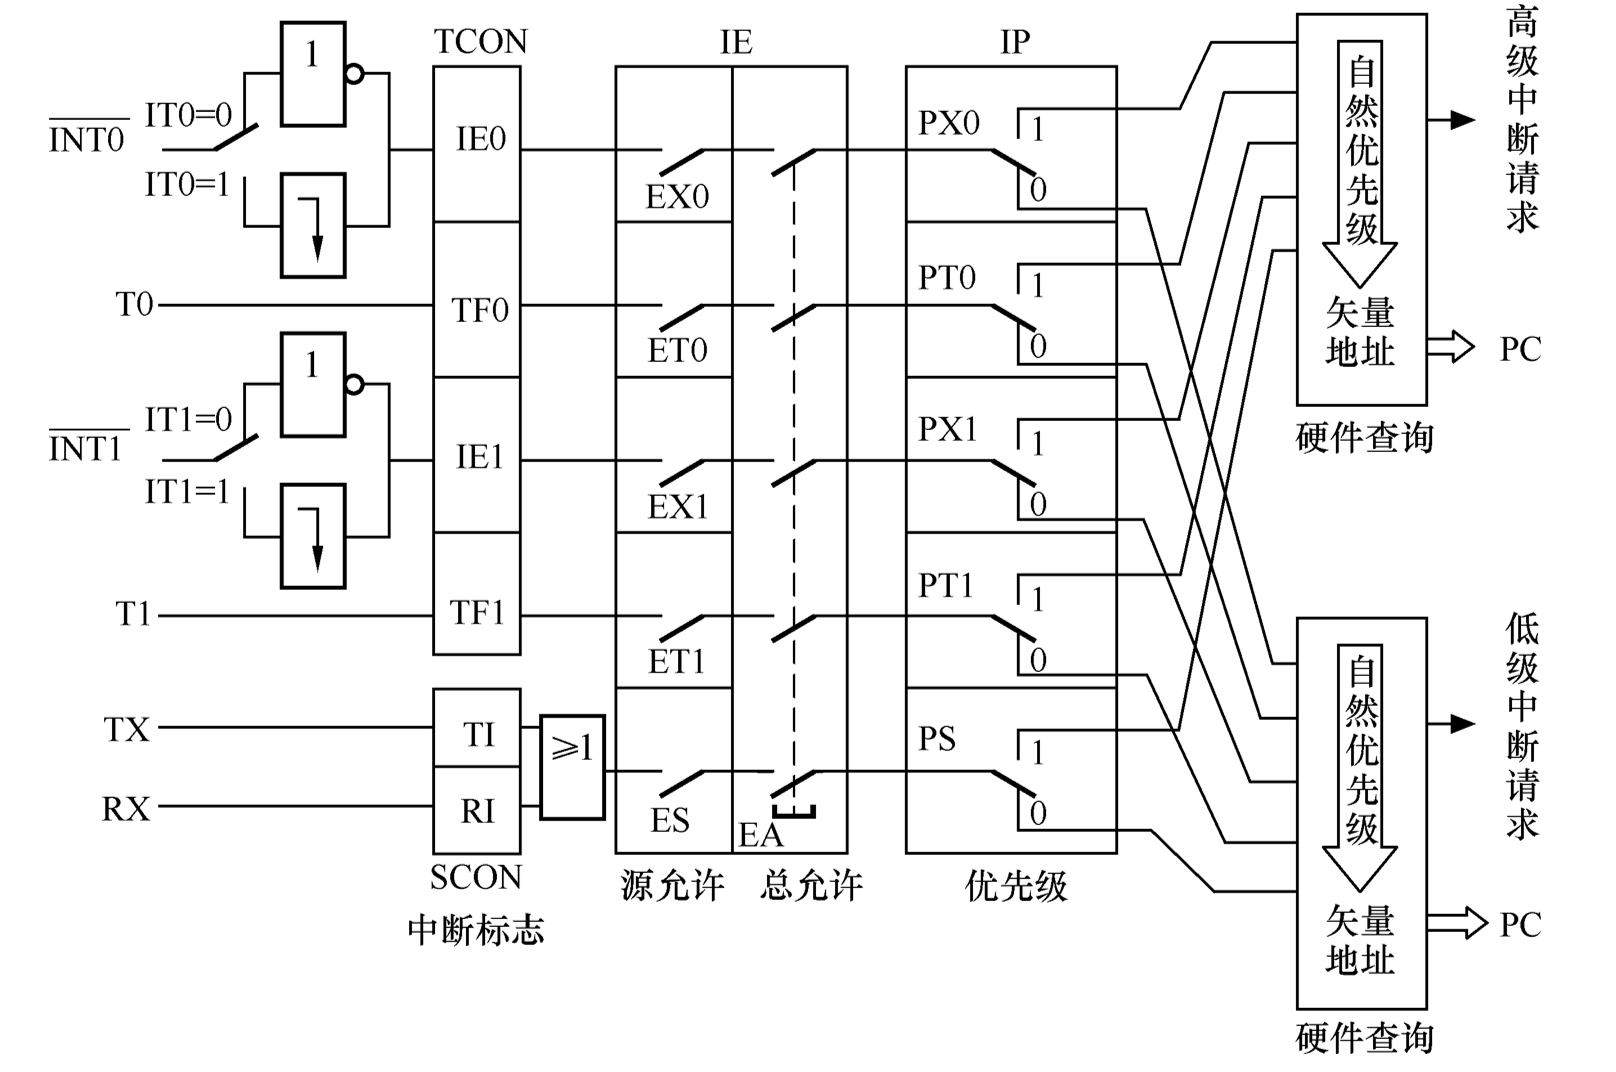 TCON
IE
IP
1
IT0=0
INT0
IT0=1
IE0
EX0
PX0
1
0
T0
TF0
ET0
PT0
1
0
1
IT1=0
INT1
IT1=1
IE1
EX1
PX1
1
0
T1
TF1
ET1
PT1
1
0
TX
TI
≥1
RX
RI
ES
EA
PS
1
0
SCON
中断标志
源允许
总允许
优先级
自然优先级
矢量
地址
硬件查询
高级中断请求
PC
自然优先级
矢量
地址
硬件查询
低级中断请求
PC